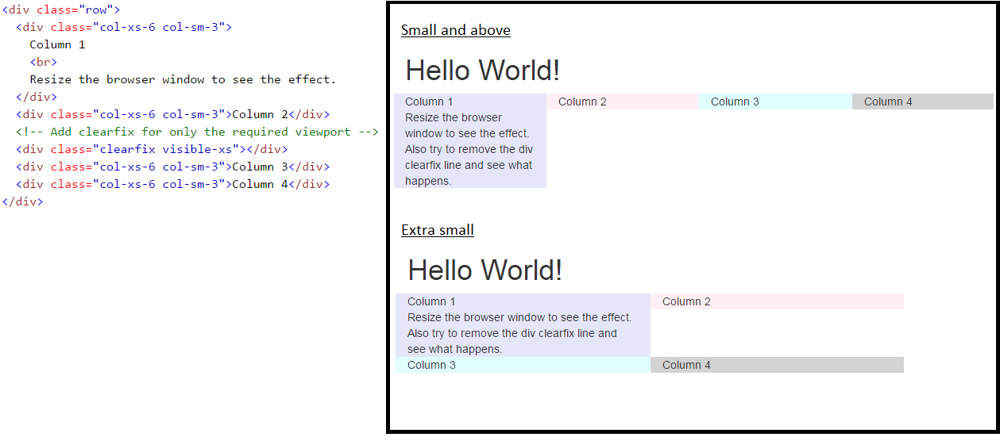 <div class="row">
<div class="col-xs-6 col-sm-3">
Column 1
<br>
Resize the browser window to see the effect.
</div>
<div class="col-xs-6 col-sm-3">Column 2</div>
<!-- Add clearfix for only the required viewport -->
<div class="clearfix visible-xs"></div>
<div class="col-xs-6 col-sm-3">Column 3</div>
<div class="col-xs-6 col-sm-3">Column 4</div>
</div>
Small and above
Hello World!
Column 1
Resize the browser
window to see the effect.
Also try to remove the div
clearfix line and see what
happens.
Column 2
Column 3
Column 4
Extra small
Hello World!
Column 1
Resize the browser window to see the effect.
Also try to remove the div clearfix line and
see what happens.
Column 2
Column 3
Column 4